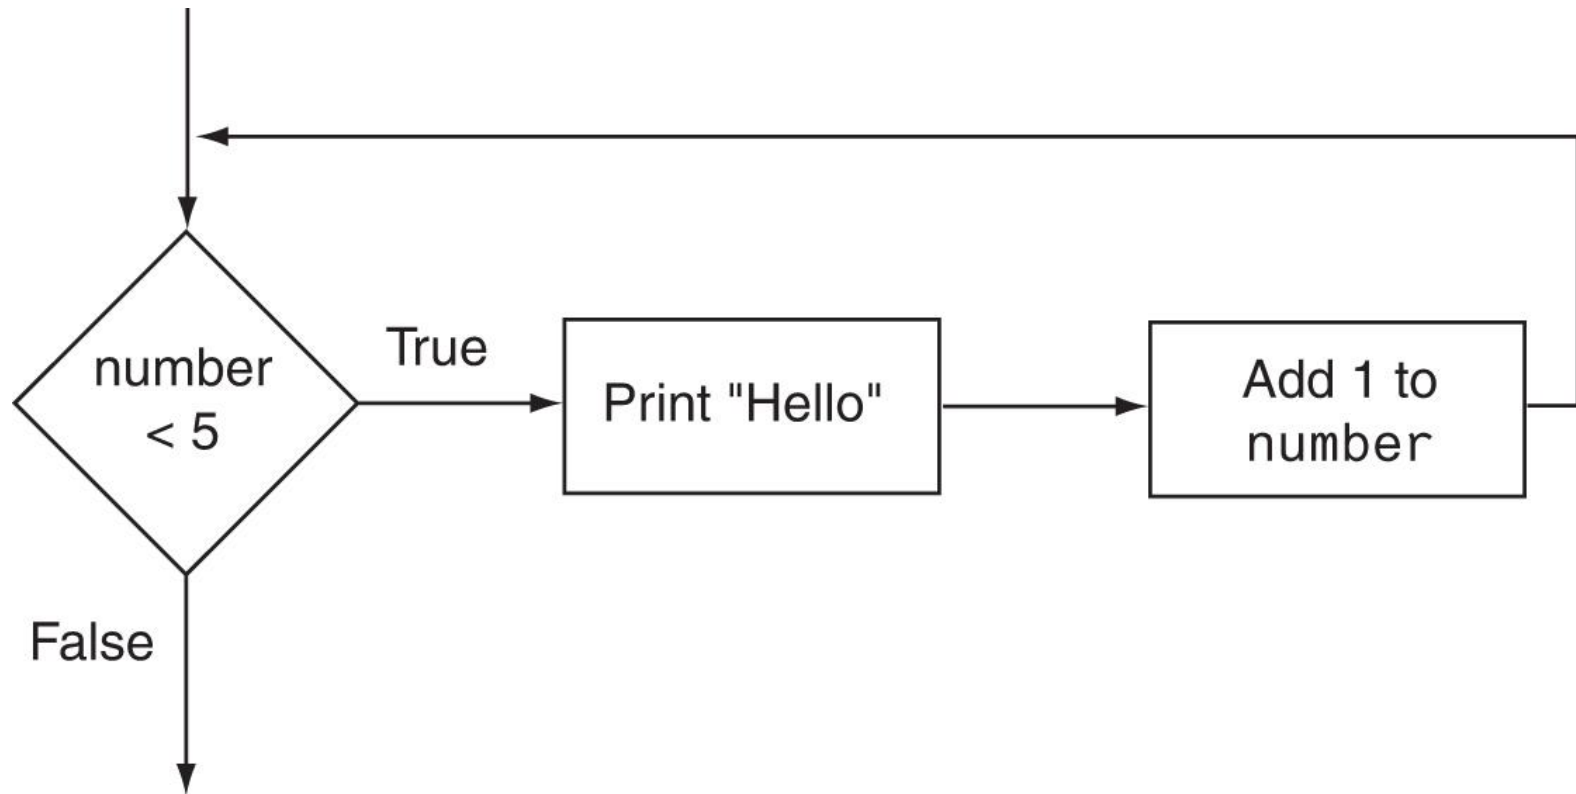 number
< 5
True
Print "Hello"
Add 1 to
number
False